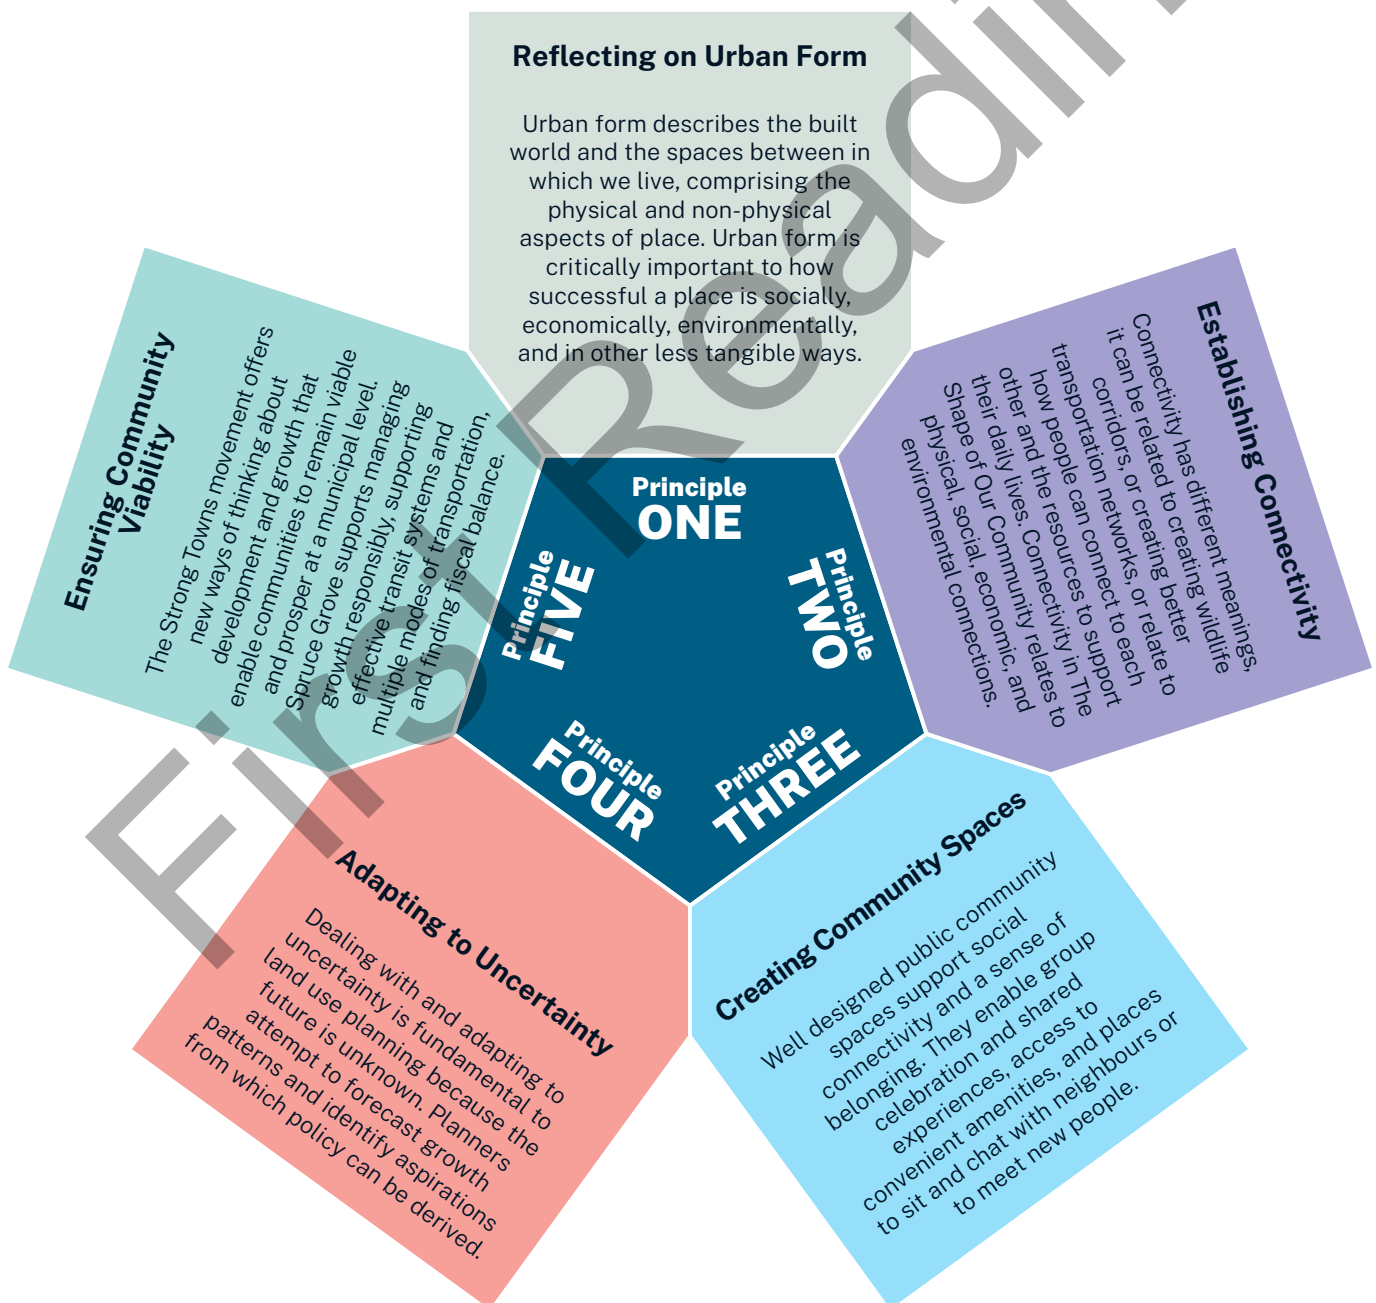 Reflecting on Urban Form
Urban form describes the built
world and the spaces between in
which we live, comprising the
physical and non-physical
aspects of place. Urban form is
critically important to how
successful a place is socially,
economically, environmentally,
and in other less tangible ways.
Principle
ONE
Establishing Connectivity
Connectivity has different meanings,
it can be related to creating wildlife
corridors, or creating better
transportation networks, or relate to
how people can connect to each
other and the resources to support
their daily lives. Connectivity in The
Shape of Our Community relates to
physical, social, economic, and
environmental connections.
Principle
TWO
Creating Community Spaces
Well designed public community
spaces support social
connectivity and a sense of
belonging. They enable group
celebration and shared
experiences, access to
convenient amenities, and places
to sit and chat with neighbours or
to meet new people.
Principle
THREE
Adapting to Uncertainty
Dealing with and adapting to
uncertainty is fundamental to
land use planning because the
future is unknown. Planners
attempt to forecast growth
patterns and identify aspirations
from which policy can be derived.
Principle
FOUR
Ensuring Community
Viability
The Strong Towns movement offers
new ways of thinking about
development and growth that
enable communities to remain viable
and prosper at a municipal level.
Spruce Grove supports managing
growth responsibly, supporting
effective transit systems and
multiple modes of transportation,
and finding fiscal balance.
Principle
FIVE
First Readin